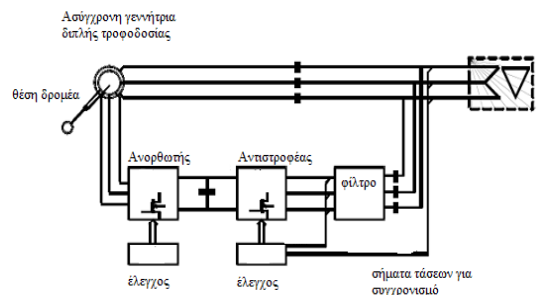 Ασύγχρονη γεννήτρια
διπλής τροφοδοσίας
θέση δρομέα
Ανορθωτής
Αντιστροφέας
φίλτρο
έλεγχος
έλεγχος
σήματα τάσεων για
συγχρονισμό